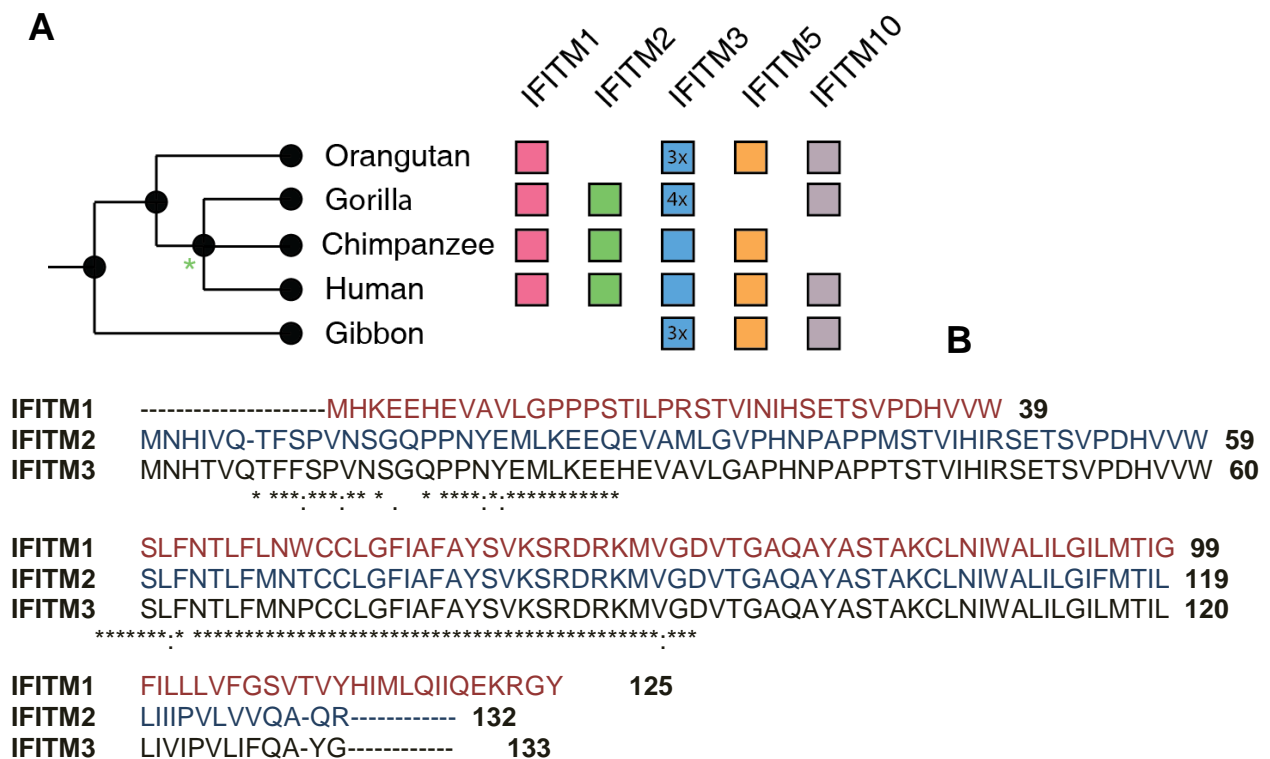 A
IFITM1 IFITM2 IFITM3 IFITM5 IFITM10
Orangutan 3x
Gorilla 4x
*
Chimpanzee
Human
Gibbon 3x
B
IFITM1 ---------------------MHKEEHEVAVLGPPPSTILPRSTVINIHSETSVPDHVVW 39
IFITM2 MNHIVQ-TFSPVNSGQPPNYEMLKEEQEVAMLGVPHNPAPPMSTVIHIRSETSVPDHVVW 59
IFITM3 MNHTVQTFFSPVNSGQPPNYEMLKEEHEVAVLGAPHNPAPPTSTVIHIRSETSVPDHVVW 60
* ***:***:** * . * ****:*:***********
IFITM1 SLFNTLFLNWCCLGFIAFAYSVKSRDRKMVGDVTGAQAYASTAKCLNIWALILGILMTIG 99
IFITM2 SLFNTLFMNTCCLGFIAFAYSVKSRDRKMVGDVTGAQAYASTAKCLNIWALILGIFMTIL 119
IFITM3 SLFNTLFMNPCCLGFIAFAYSVKSRDRKMVGDVTGAQAYASTAKCLNIWALILGILMTIL 120
*******:* *********************************************:***
IFITM1 FILLLVFGSVTVYHIMLQIIQEKRGY 125
IFITM2 LIIIPVLVVQA-QR------------ 132
IFITM3 LIVIPVLIFQA-YG------------ 133